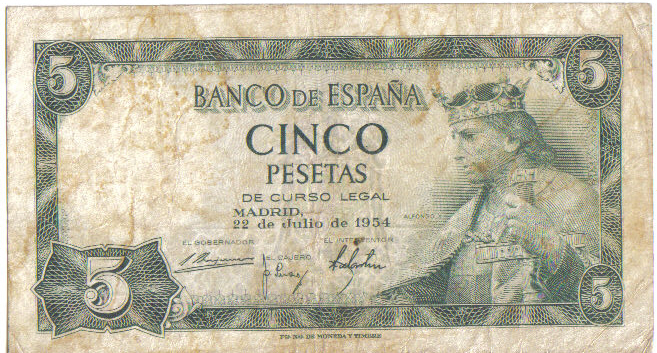 5 5
BANCO DE ESPAÑA
CINCO
PESETAS
DE CURSO LEGAL
MADRID,
22 de Julio de 1954
ALFONSO
EL GOBERNADOR EL INTERVENTOR
EL CAJERO
5 5